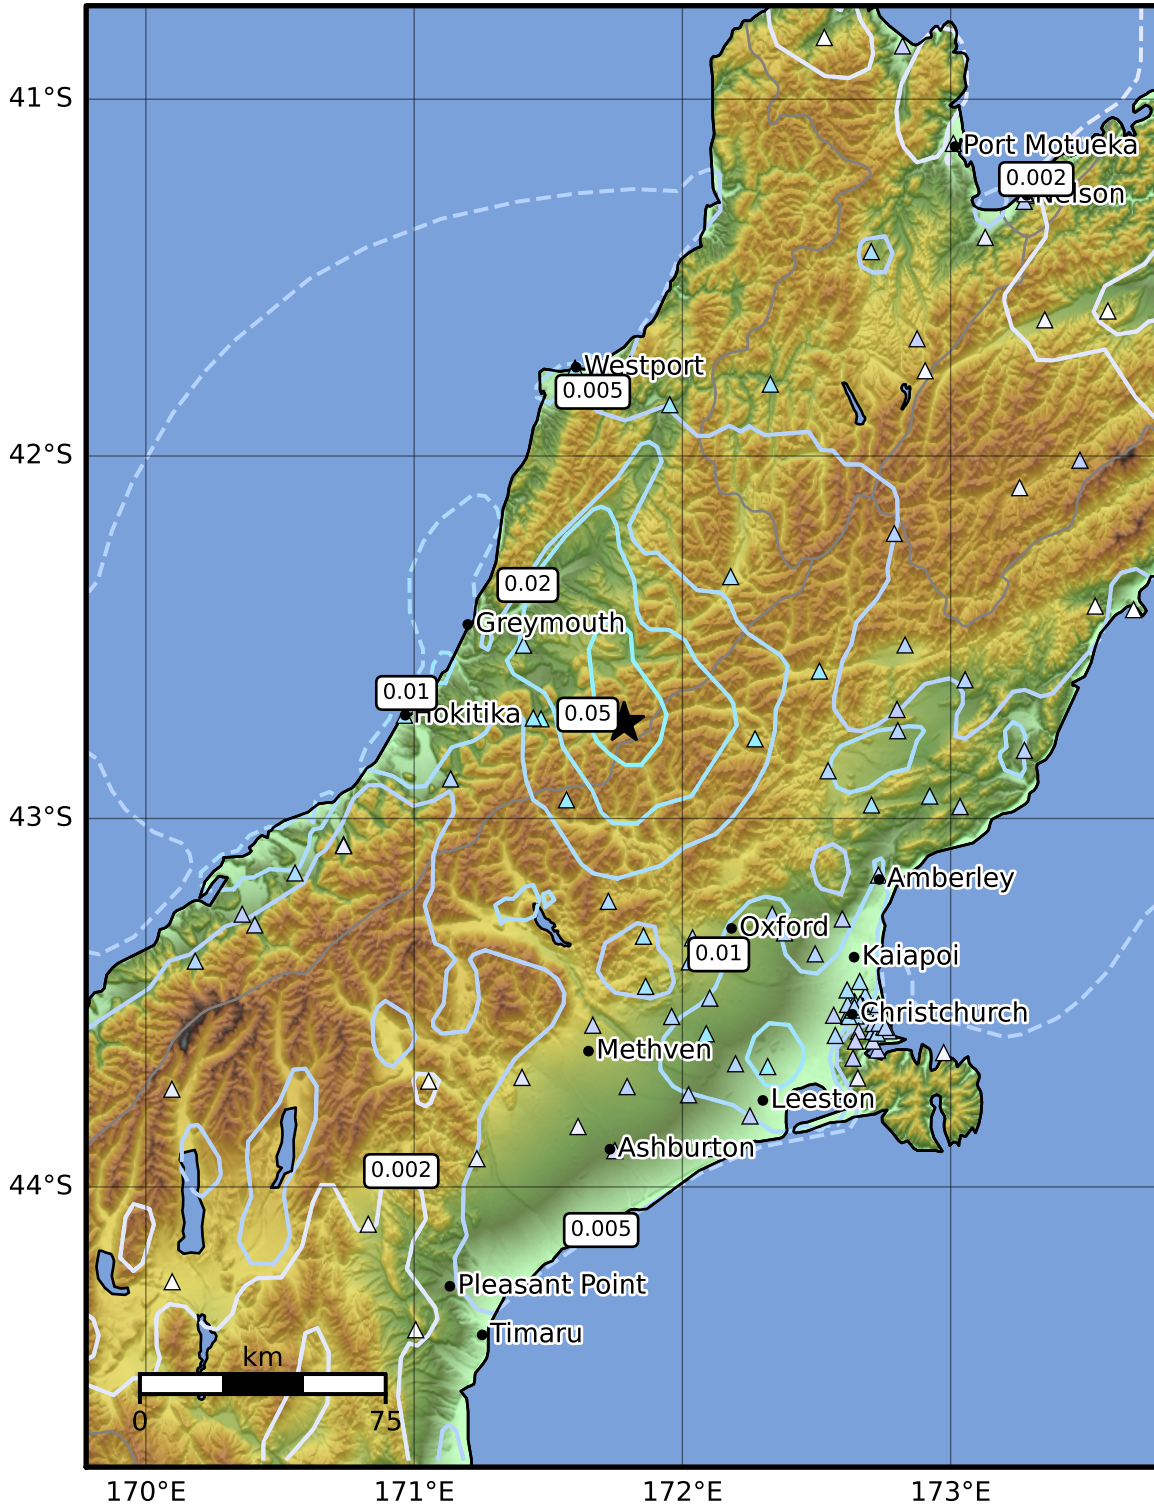 41°S
Port Motueka
0.002
Nelson
Westport
0.005
42°S
0.02
Greymouth
0.01
Hokitika
0.05
43°S
Amberley
Oxford
0.01
Kaiapoi
Christchurch
Methven
Leeston
Ashburton
0.002
44°S
0.005
Pleasant Point
Timaru
km
0
75
170°E
171°E
172°E
173°E